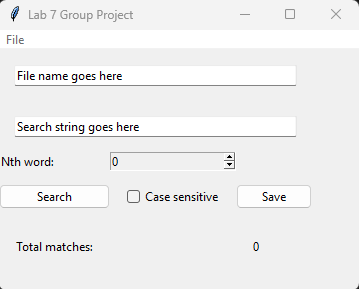 Lab 7 Group Project
File
File name goes here
Search string goes here
Nth word: 0
Search Case sensitive Save
Total matches: 0